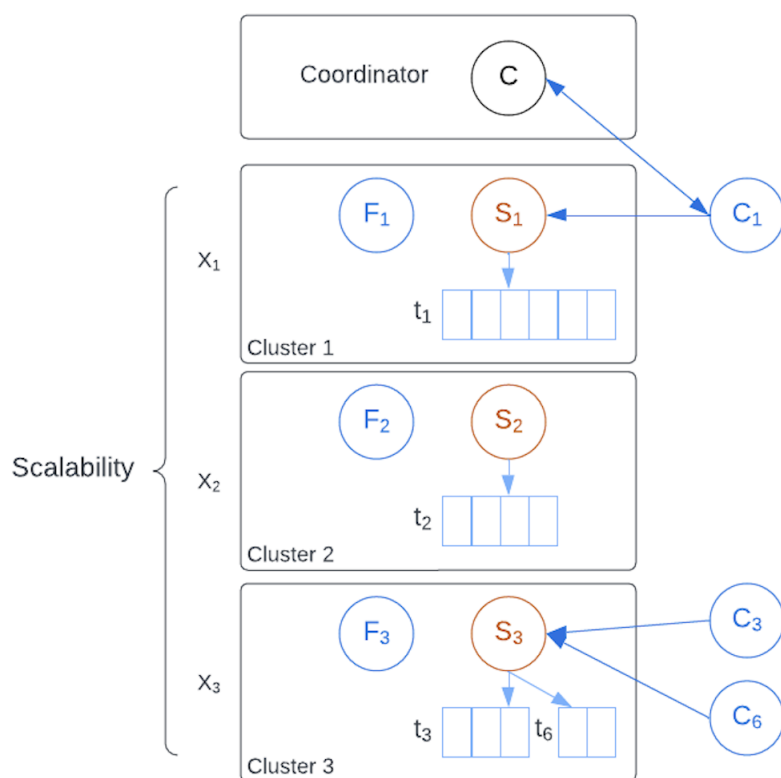 Coordinator C
F₁ S₁ C₁
X₁
t₁
Cluster 1
F₂ S₂
Scalability
X₂
t₂
Cluster 2
F₃ S₃ C₃
X₃
t₃ t₆ C₆
Cluster 3